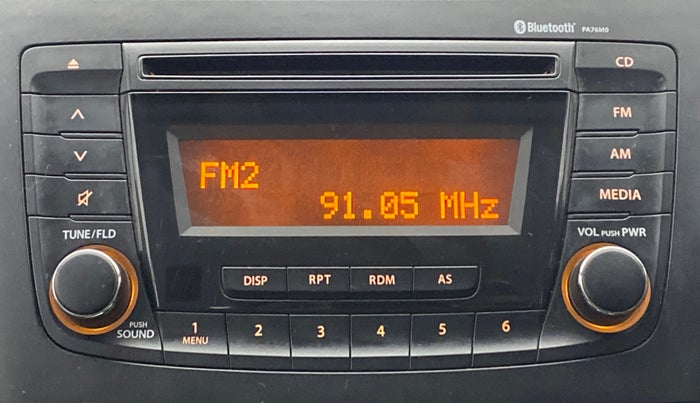 Bluetooth® PA76M0
CD
FM
AM
MEDIA
FM2
91.05 MHz
TUNE/FLD
VOL PUSH PWR
DISP RPT RDM AS
PUSH
SOUND
1 2 3 4 5 6
MENU